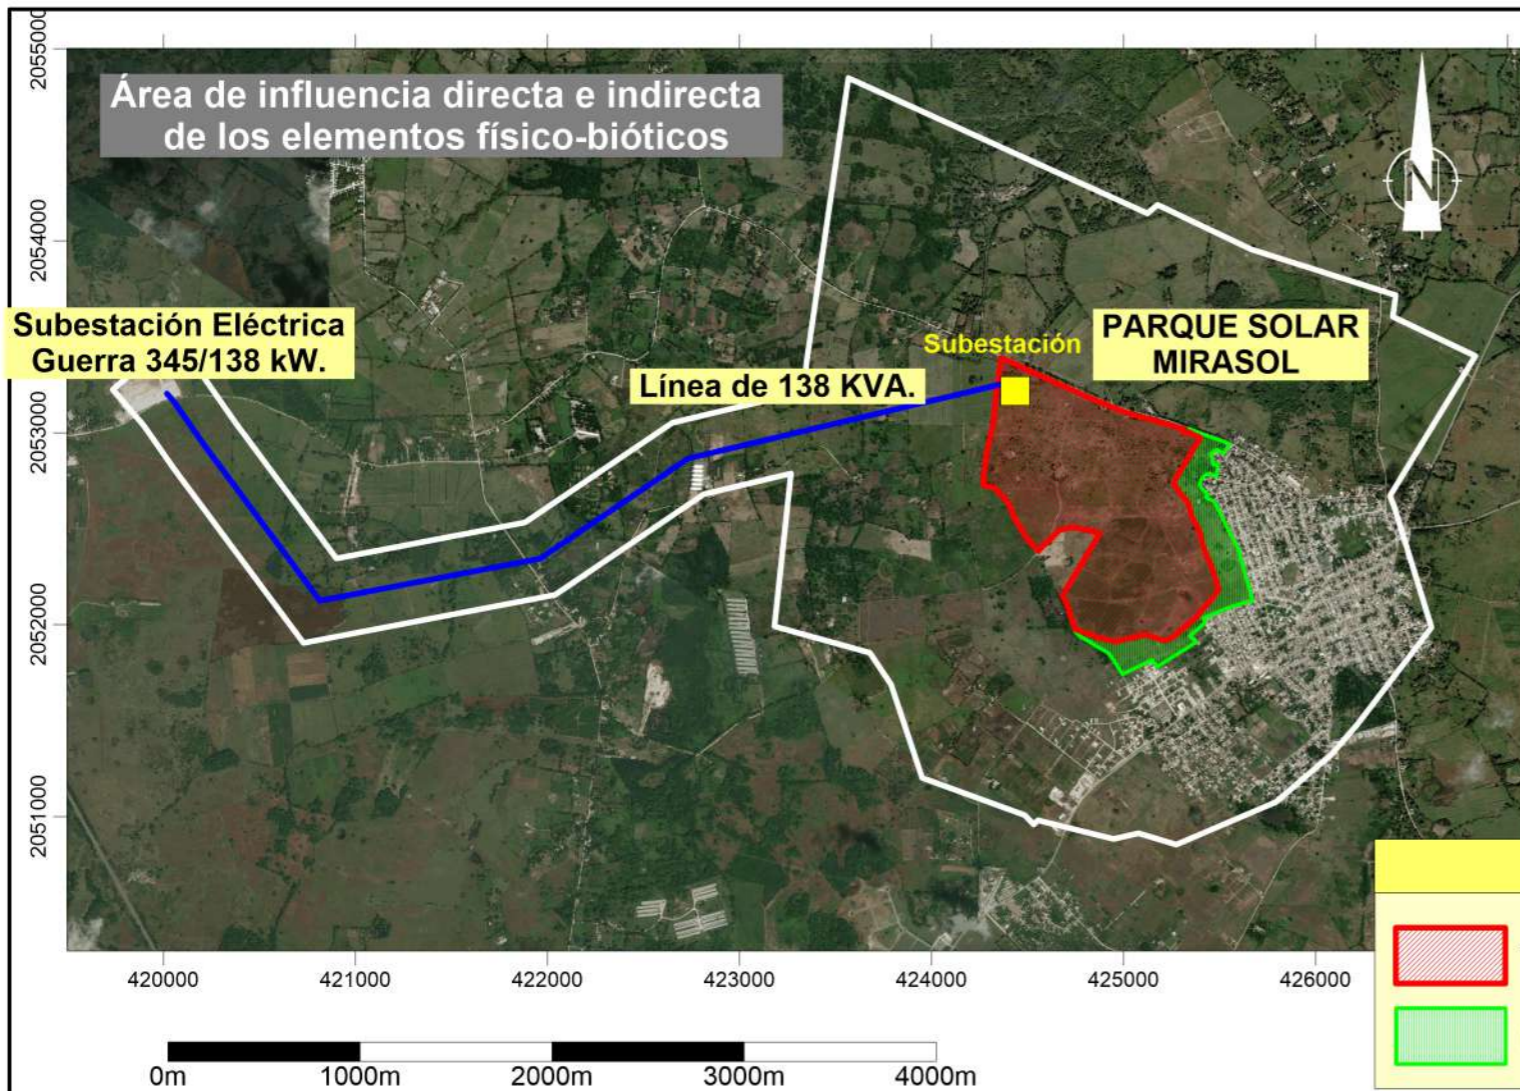 Área de influencia directa e indirecta
de los elementos físico-bióticos
N
Subestación Eléctrica
Guerra 345/138 kW.
Línea de 138 KVA.
Subestación
PARQUE SOLAR
MIRASOL
2055000
2054000
2053000
2052000
2051000
420000
421000
422000
423000
424000
425000
426000
0m
1000m
2000m
3000m
4000m